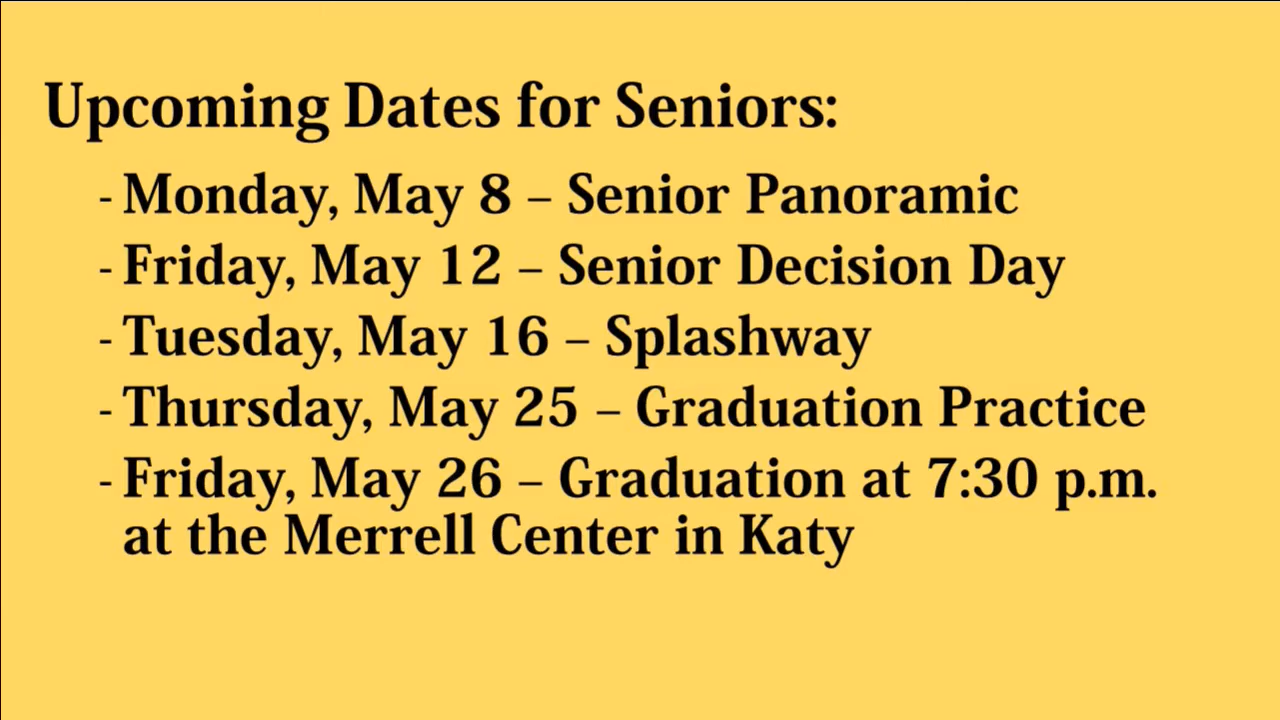 Upcoming Dates for Seniors:
- Monday, May 8 – Senior Panoramic
- Friday, May 12 – Senior Decision Day
- Tuesday, May 16 – Splashway
- Thursday, May 25 – Graduation Practice
- Friday, May 26 – Graduation at 7:30 p.m.
at the Merrell Center in Katy